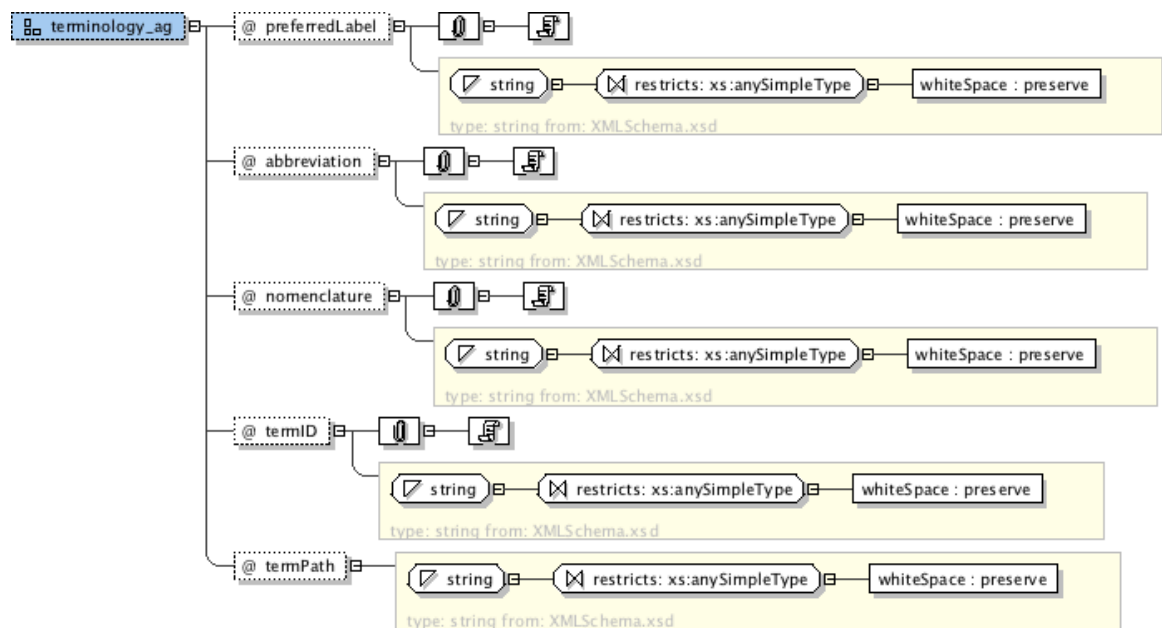 terminology_ag
@ preferredLabel
string restricts: xs:anySimpleType whiteSpace : preserve
type: string from: XMLSchema.xsd
@ abbreviation
string restricts: xs:anySimpleType whiteSpace : preserve
type: string from: XMLSchema.xsd
@ nomenclature
string restricts: xs:anySimpleType whiteSpace : preserve
type: string from: XMLSchema.xsd
@ termID
string restricts: xs:anySimpleType whiteSpace : preserve
type: string from: XMLSchema.xsd
@ termPath
string restricts: xs:anySimpleType whiteSpace : preserve
type: string from: XMLSchema.xsd